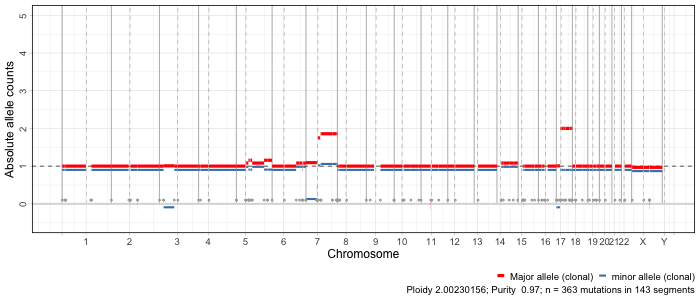 Absolute allele counts
5
4
3
2
1
0
1 2 3 4 5 6 7 8 9 10 11 12 13 14 15 16 17 18 19 20 21 22 X Y
Chromosome
Major allele (clonal) minor allele (clonal)
Ploidy 2.00230156; Purity 0.97; n = 363 mutations in 143 segments